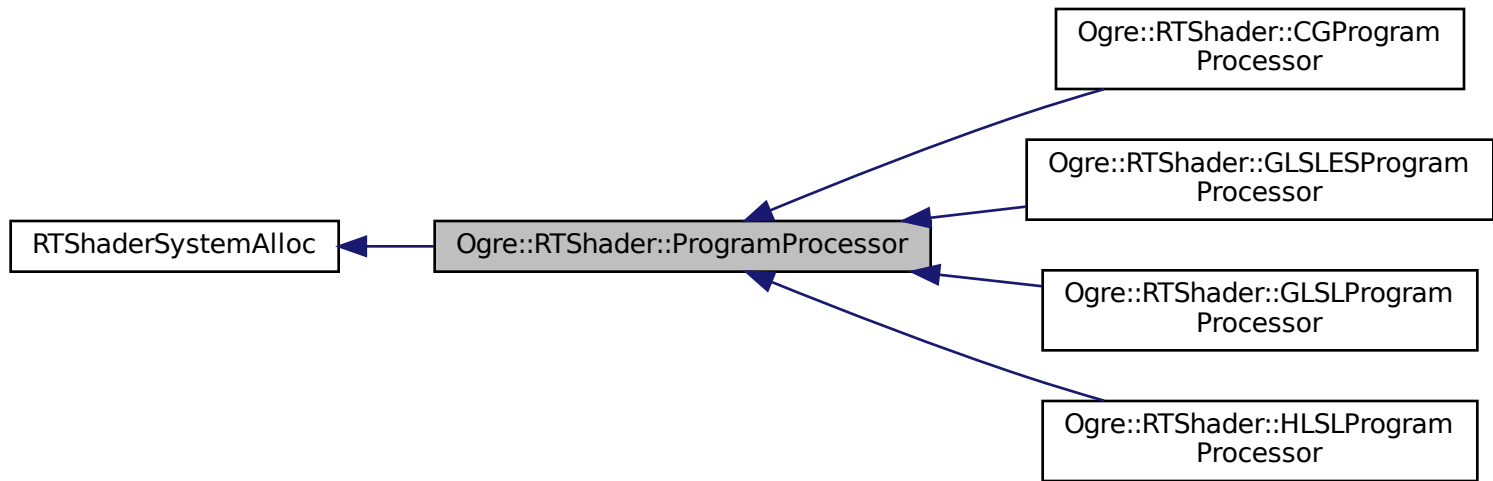 RTShaderSystemAlloc
Ogre::RTShader::ProgramProcessor
Ogre::RTShader::CGProgram
Processor
Ogre::RTShader::GLSLESProgram
Processor
Ogre::RTShader::GLSLProgram
Processor
Ogre::RTShader::HLSLProgram
Processor